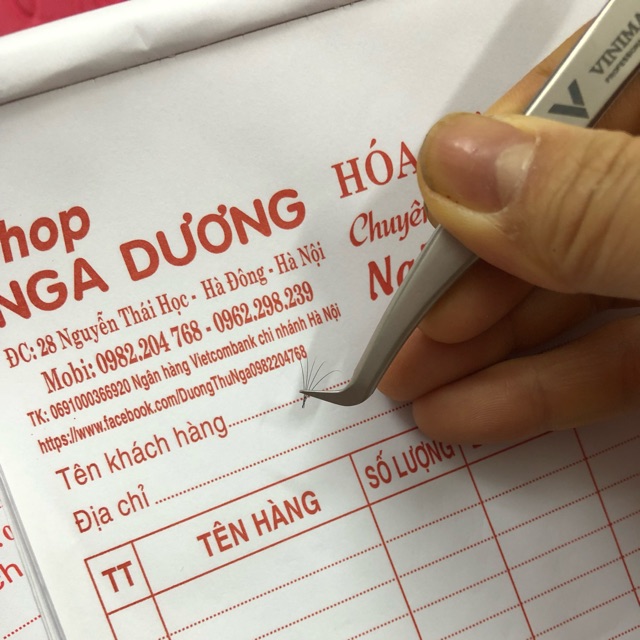 hop
NGA DƯƠNG
ĐC: 28 Nguyễn Thái Học - Hà Đông - Hà Nội
Mobi: 0982.204 768 - 0962.298.239
TK: 0691000366920 Ngân hàng Vietcombank chi nhánh Hà Nội
https://www.facebook.com/DuongThuNga0982204768
HÓA
Chuyên
Tên khách hàng
Địa chỉ
TT
TÊN HÀNG
SỐ LƯỢNG
VINIMA